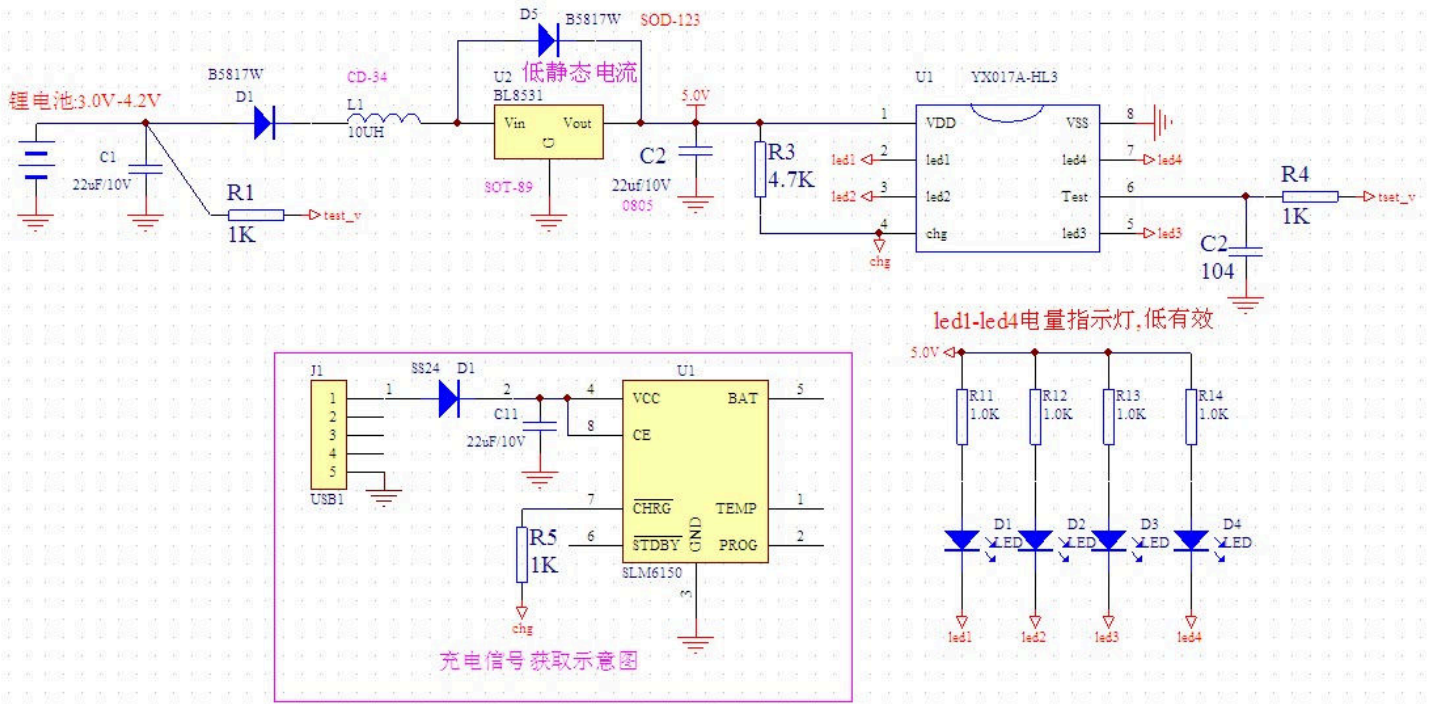 D5 B5817W SOD-123
B5817W
D1
CD-34
U2 低静态电流
BL8531
U1 YX017A-HL3
锂电池:3.0V-4.2V
L1
10UH
5.0V
Vin Vout
G
SOT-89
C1
22uF/10V
R1
1K
test_v
C2
22uf/10V
0805
R3
4.7K
1 VDD VSS 8
led1 2 led1 led4 7 led4
led2 3 led2 Test 6
4 chg led3 5 led3
chg
R4
1K
tset_v
C2
104
led1-led4电量指示灯,低有效
5.0V
R11
1.0K
R12
1.0K
R13
1.0K
R14
1.0K
D1
LED
D2
LED
D3
LED
D4
LED
led1 led2 led3 led4
J1
1
2
3
4
5
USB1
1 SS24 D1 2
C11
22uF/10V
U1
4 VCC BAT 5
8 CE
7 CHRG TEMP 1
6 STDBY PROG 2
GND
3
SLM6150
R5
1K
chg
充电信号获取示意图